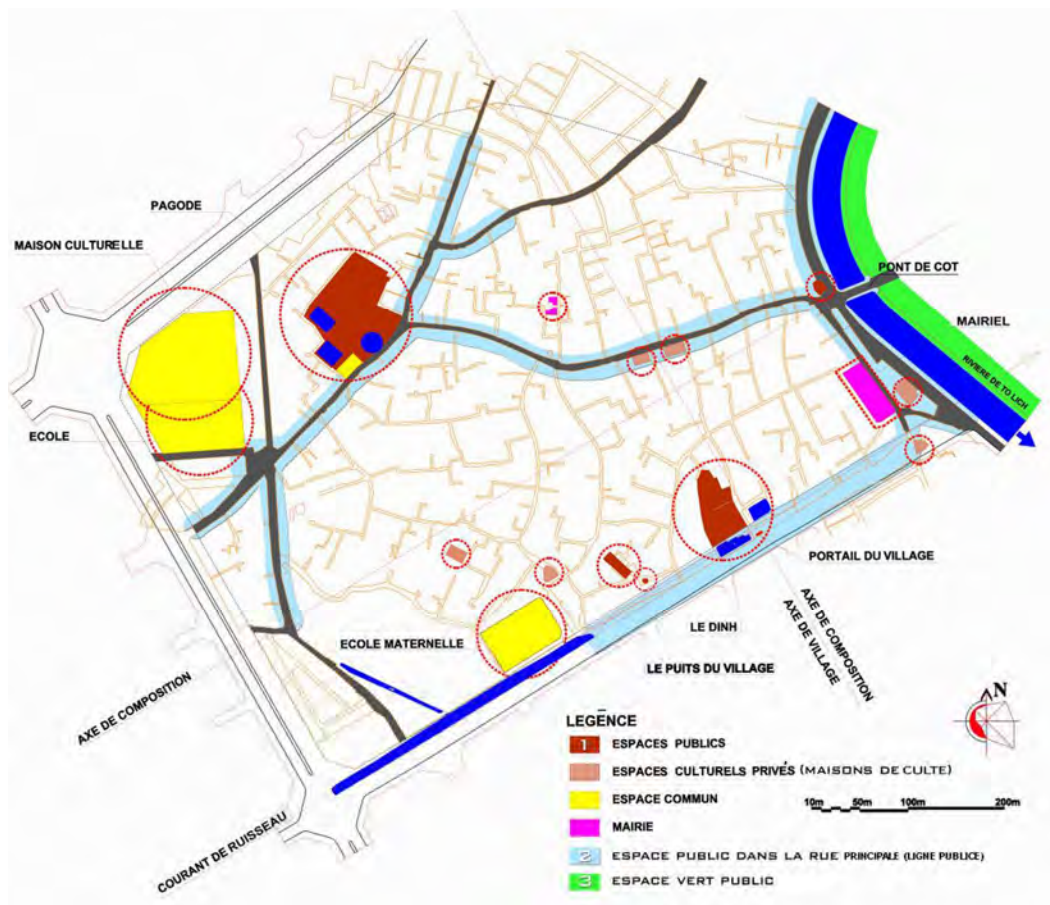 PAGODE
MAISON CULTURELLE
PONT DE COT
MAIRIEL
RIVIERE DE TO LICH
ECOLE
PORTAIL DU VILLAGE
AXE DE COMPOSITION
AXE DE VILLAGE
LE DINH
ECOLE MATERNELLE
LE PUITS DU VILLAGE
AXE DE COMPOSITION
COURANT DE RUISSEAU
N
LEGENCE
1 ESPACES PUBLICS
ESPACES CULTURELS PRIVÉS (MAISONS DE CULTE)
ESPACE COMMUN
10m 50m 100m 200m
MAIRIE
2 ESPACE PUBLIC DANS LA RUE PRINCIPALE (LIGNE PUBLICE)
3 ESPACE VERT PUBLIC